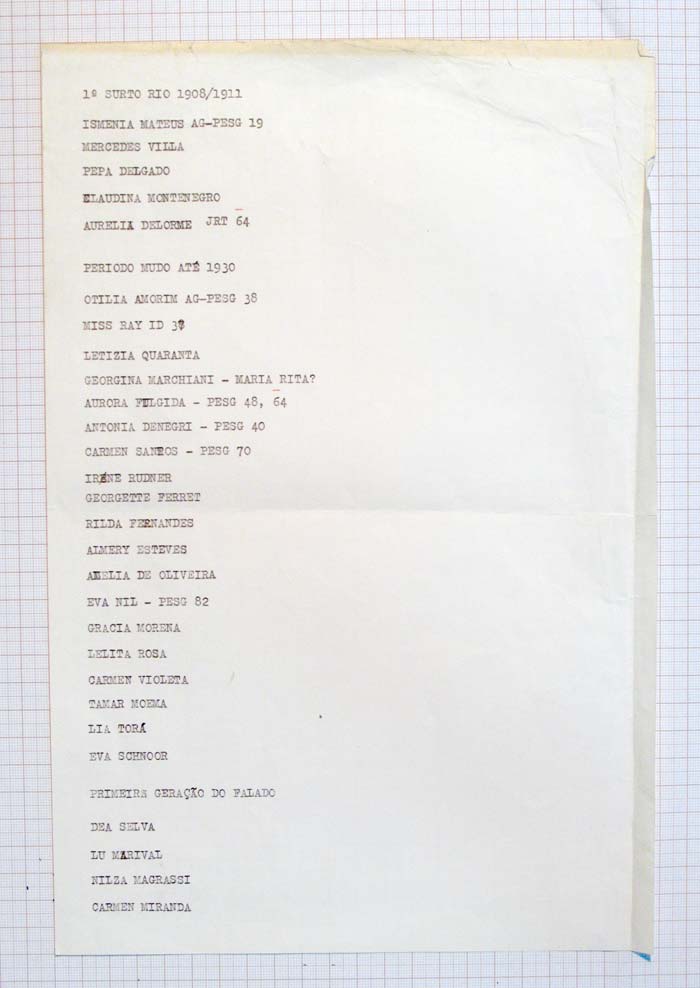 1º SURTO RIO 1908/1911
ISMENIA MATEUS AG-PESG 19
MERCEDES VILLA
PEPA DELGADO
CLAUDINA MONTENEGRO
AURELIA DELORME JRT 64
PERIODO MUDO ATÉ 1930
OTILIA AMORIM AG-PESG 38
MISS RAY ID
LETIZIA QUARANTA
GEORGINA MARCHIANI - MARIA RITA?
AURORA FULGIDA - PESG 48, 64
ANTONIA DENEGRI - PESG 40
CARMEN SANTOS - PESG 70
IRENE RUDNER
GEORGETTE FERRET
RILDA FERNANDES
ALMERY ESTEVES
AMELIA DE OLIVEIRA
EVA NIL - PESG 82
GRACIA MORENA
LELITA ROSA
CARMEN VIOLETA
TAMAR MOEMA
LIA TORÁ
EVA SCHNOOR
PRIMEIRA GERAÇÃO DO FALADO
DEA SELVA
LU MARIVAL
NILZA MAGRASSI
CARMEN MIRANDA